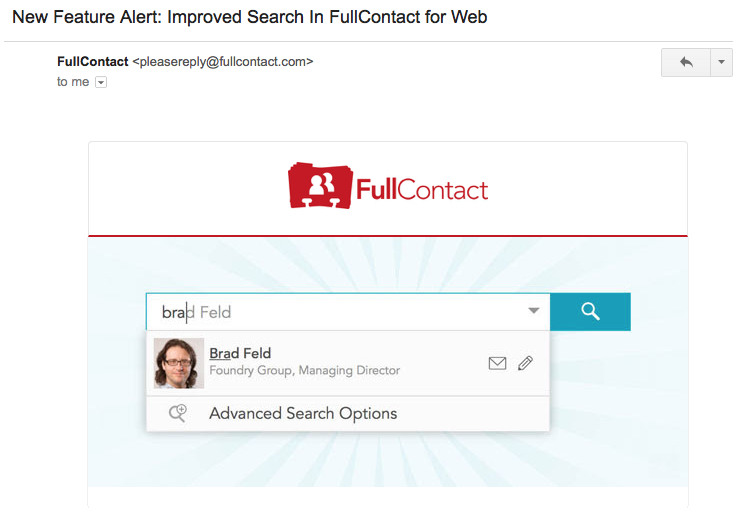 New Feature Alert: Improved Search In FullContact for Web
FullContact <pleasereply@fullcontact.com>
to me
FullContact
brad Feld
Brad Feld
Foundry Group, Managing Director
Advanced Search Options